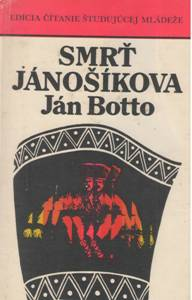 EDÍCIA ČÍTANIE ŠTUDUJÚCEJ MLÁDEŽE
SMRŤ
JÁNOŠÍKOVA
Ján Botto